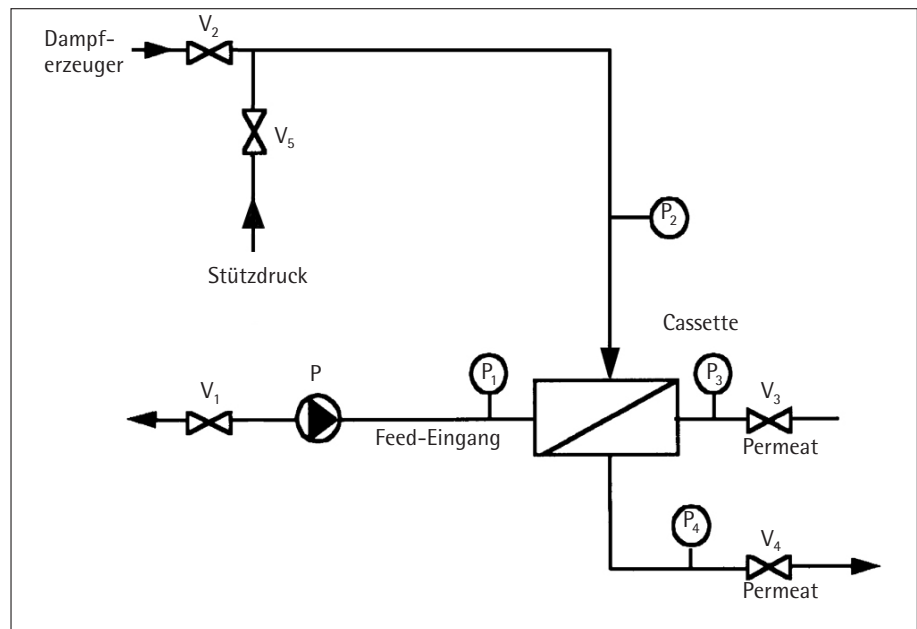 V₂
Dampf-
erzeuger
V₅
P₂
Stützdruck
Cassette
V₁
P
P₁
P₃
V₃
Feed-Eingang
Permeat
P₄
V₄
Permeat